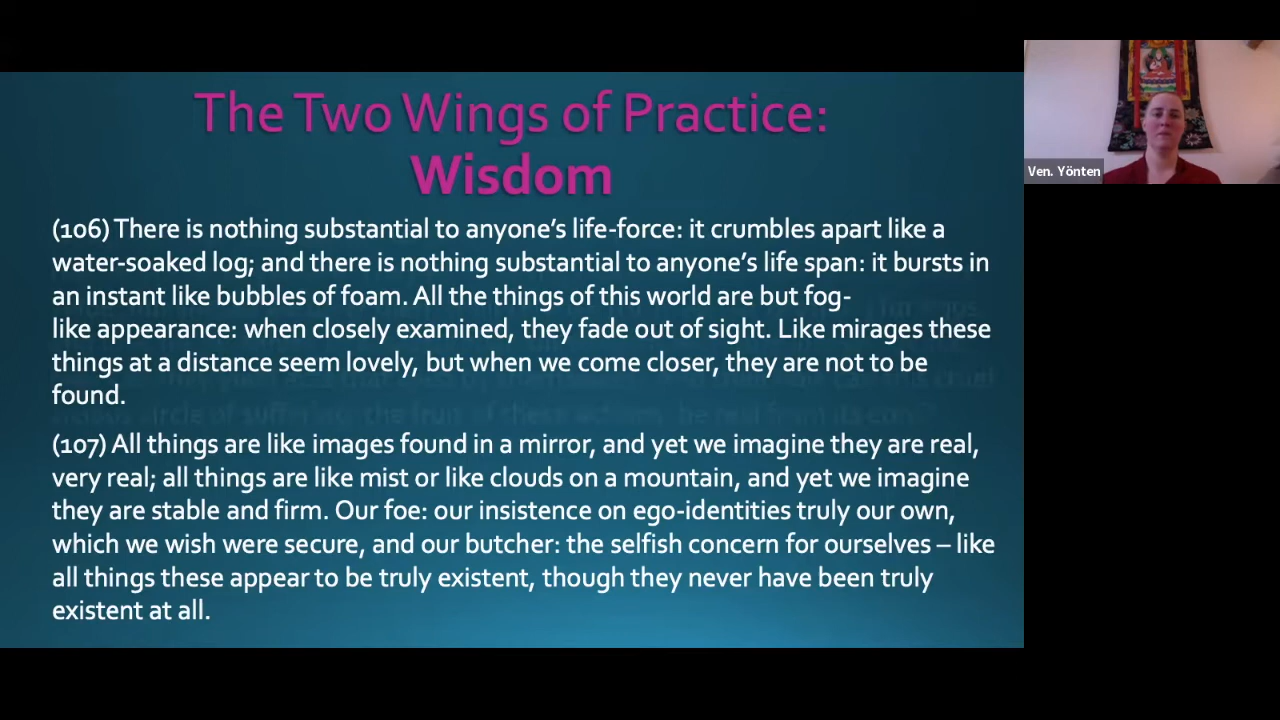 The Two Wings of Practice:
Wisdom
(106) There is nothing substantial to anyone's life-force: it crumbles apart like a
water-soaked log; and there is nothing substantial to anyone's life span: it bursts in
an instant like bubbles of foam. All the things of this world are but fog-
like appearance: when closely examined, they fade out of sight. Like mirages these
things at a distance seem lovely, but when we come closer, they are not to be
found.
(107) All things are like images found in a mirror, and yet we imagine they are real,
very real; all things are like mist or like clouds on a mountain, and yet we imagine
they are stable and firm. Our foe: our insistence on ego-identities truly our own,
which we wish were secure, and our butcher: the selfish concern for ourselves – like
all things these appear to be truly existent, though they never have been truly
existent at all.
Ven. Yönten